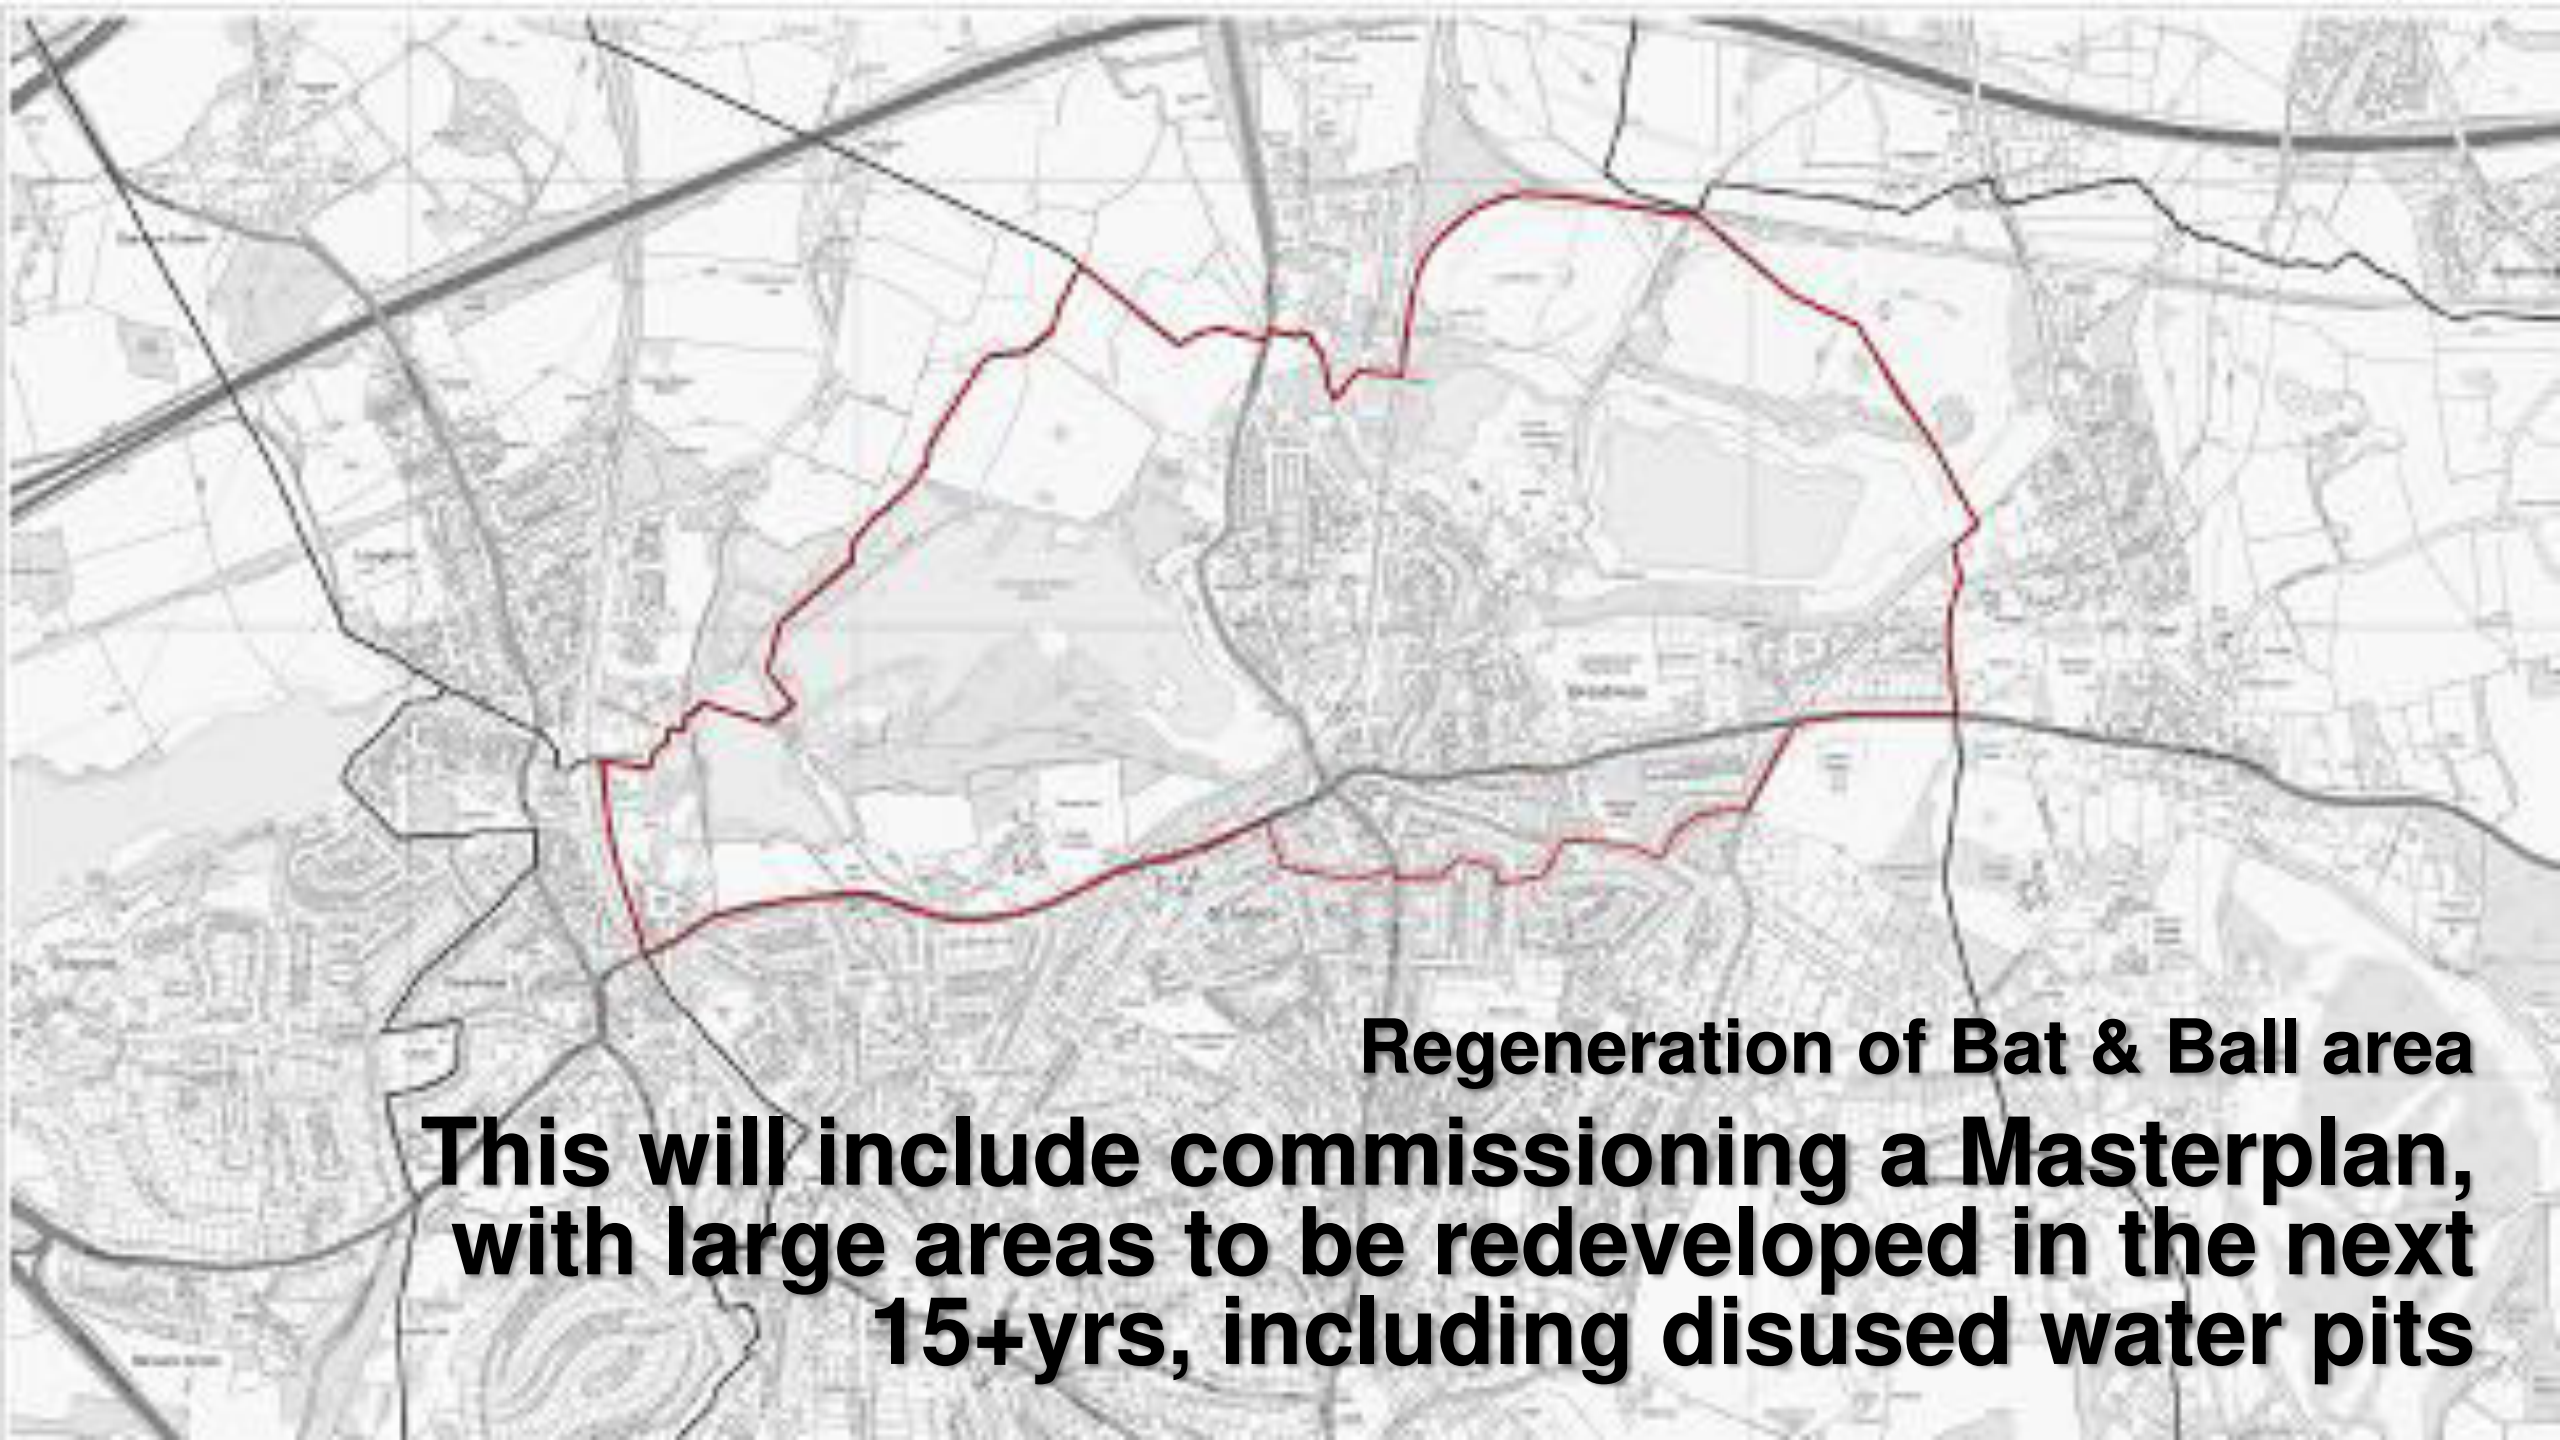 Regeneration of Bat & Ball area
This will include commissioning a Masterplan,
with large areas to be redeveloped in the next
15+yrs, including disused water pits